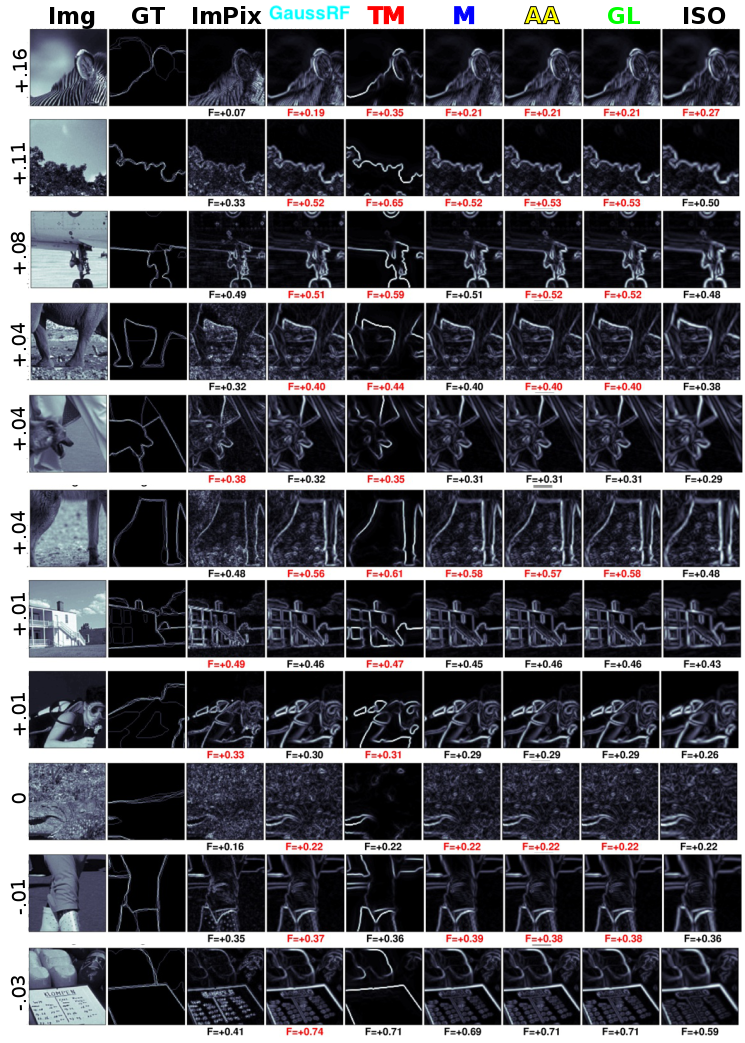 Img GT ImPix GaussRF TM M AA GL ISO
+.16
F=+0.07 F=+0.19 F=+0.35 F=+0.21 F=+0.21 F=+0.21 F=+0.27
+.11
F=+0.33 F=+0.52 F=+0.65 F=+0.52 F=+0.53 F=+0.53 F=+0.50
+.08
F=+0.49 F=+0.51 F=+0.59 F=+0.51 F=+0.52 F=+0.52 F=+0.48
+.04
F=+0.32 F=+0.40 F=+0.44 F=+0.40 F=+0.40 F=+0.40 F=+0.38
+.04
F=+0.38 F=+0.32 F=+0.35 F=+0.31 F=+0.31 F=+0.31 F=+0.29
+.04
F=+0.48 F=+0.56 F=+0.61 F=+0.58 F=+0.57 F=+0.58 F=+0.48
+.01
F=+0.49 F=+0.46 F=+0.47 F=+0.45 F=+0.46 F=+0.46 F=+0.43
+.01
F=+0.33 F=+0.30 F=+0.31 F=+0.29 F=+0.29 F=+0.29 F=+0.26
0
F=+0.16 F=+0.22 F=+0.22 F=+0.22 F=+0.22 F=+0.22 F=+0.22
-.01
F=+0.35 F=+0.37 F=+0.36 F=+0.39 F=+0.38 F=+0.38 F=+0.36
-.03
F=+0.41 F=+0.74 F=+0.71 F=+0.69 F=+0.71 F=+0.71 F=+0.59